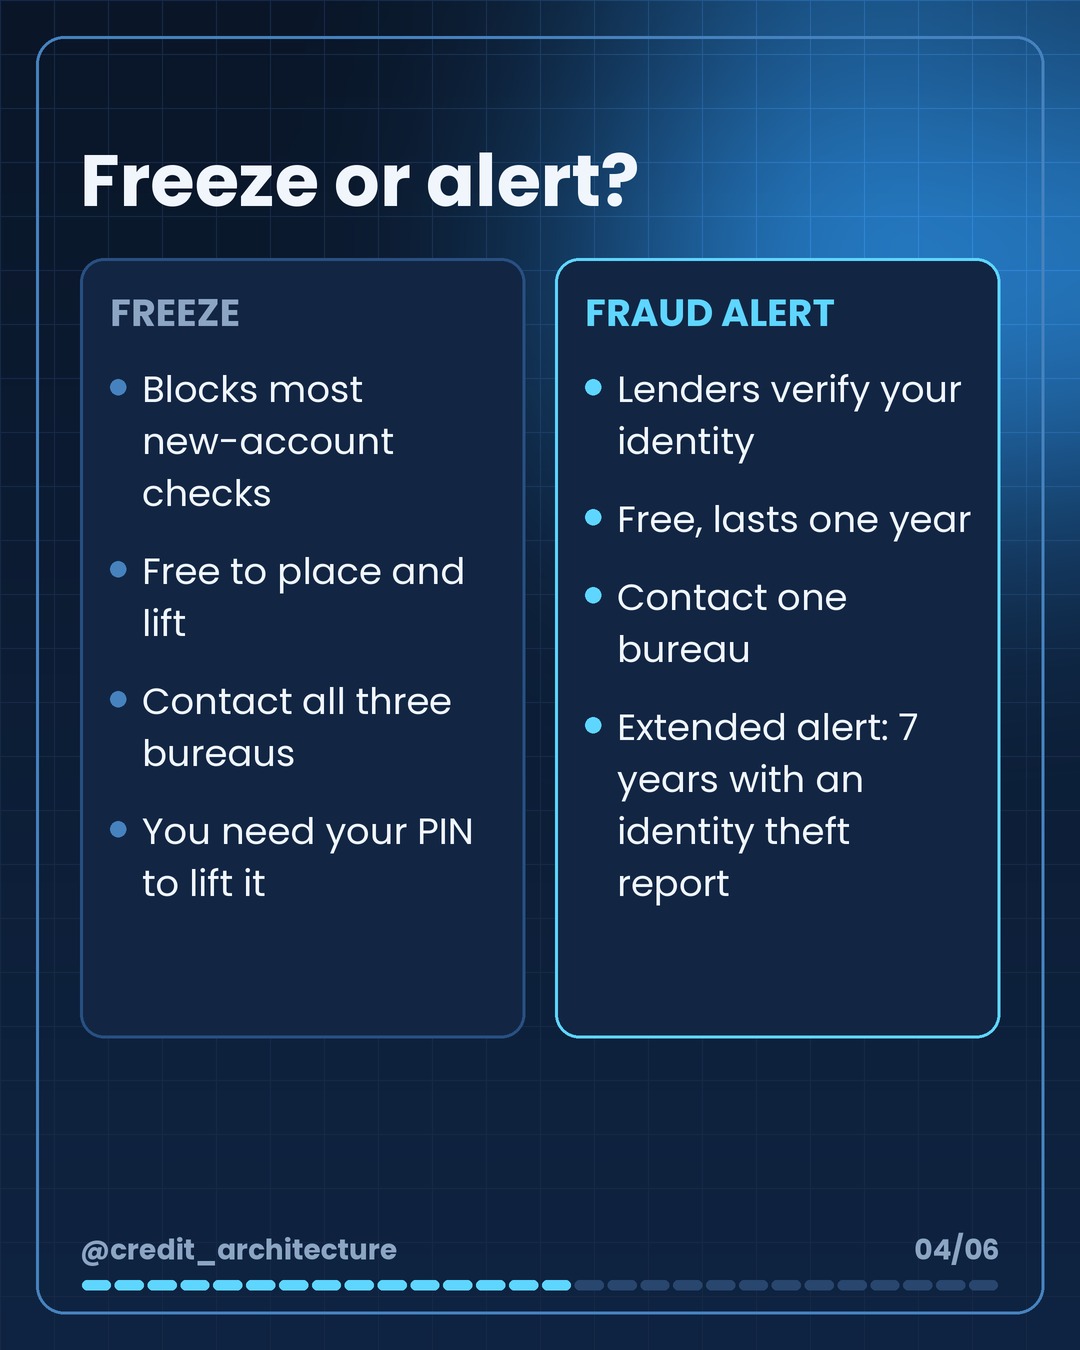 Freeze or alert?
FREEZE
Blocks most
new-account
checks
Free to place and
lift
Contact all three
bureaus
You need your PIN
to lift it
FRAUD ALERT
Lenders verify your
identity
Free, lasts one year
Contact one
bureau
Extended alert: 7
years with an
identity theft
report
@credit_architecture
04/06